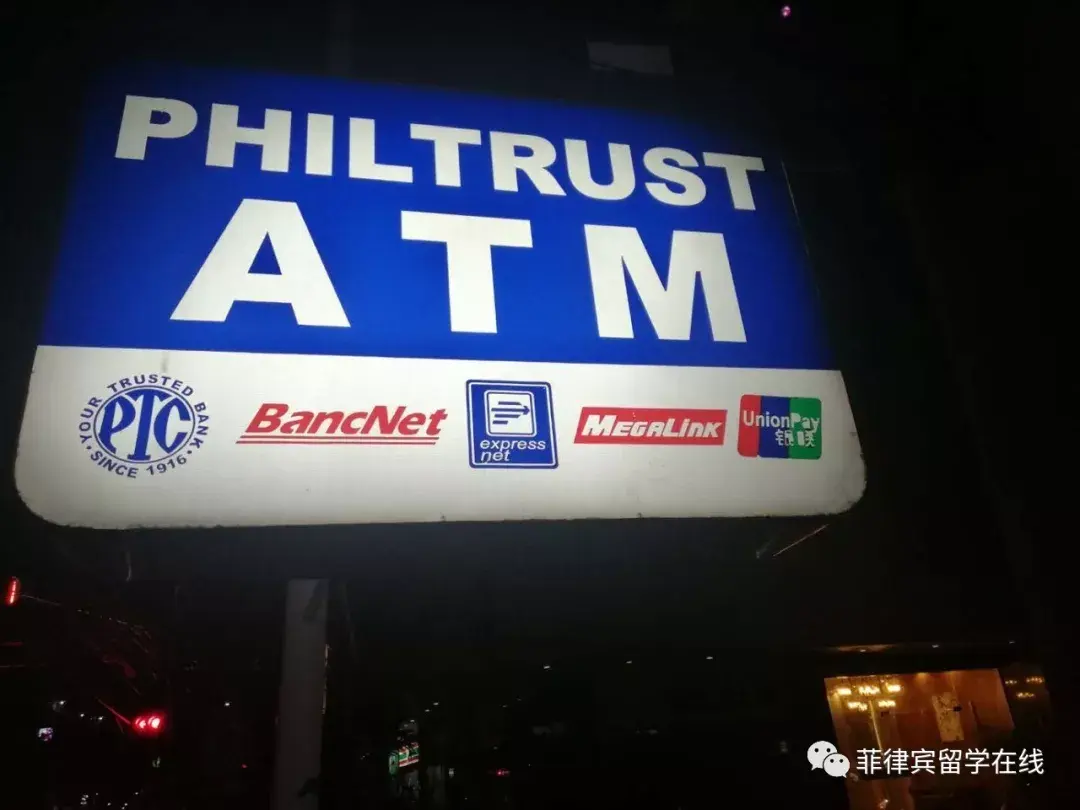 PHILTRUST
ATM
YOUR TRUSTED BANK
PTC
SINCE 1916
BancNet
express
net
MEGALINK
UnionPay
银联
菲律宾留学在线